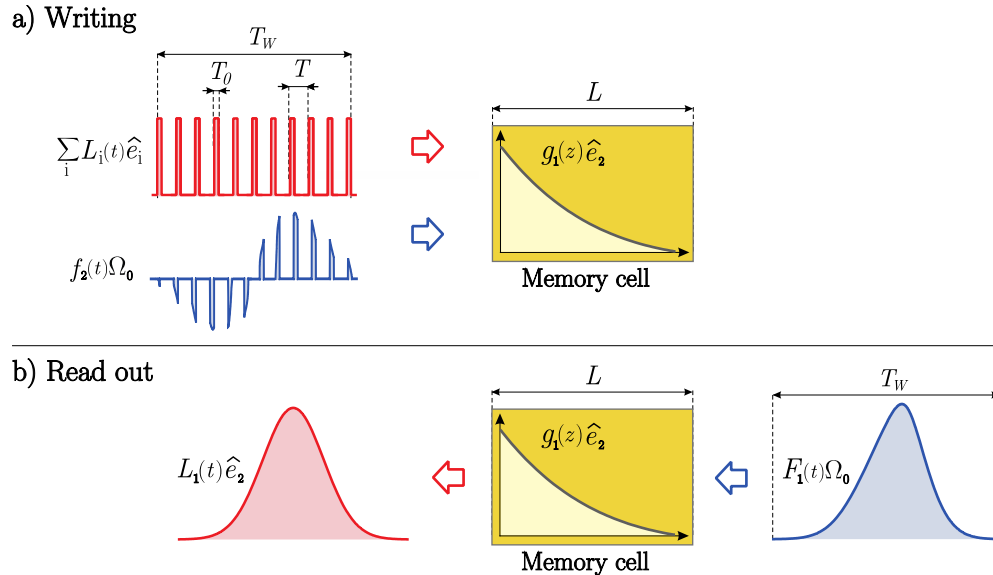 a) Writing
T_W
T_0 T
∑_i L_i(t)ê_i
f_2(t)Ω_0
L
g_1(z)ê_2
Memory cell
b) Read out
L_1(t)ê_2
L
g_1(z)ê_2
Memory cell
T_W
F_1(t)Ω_0